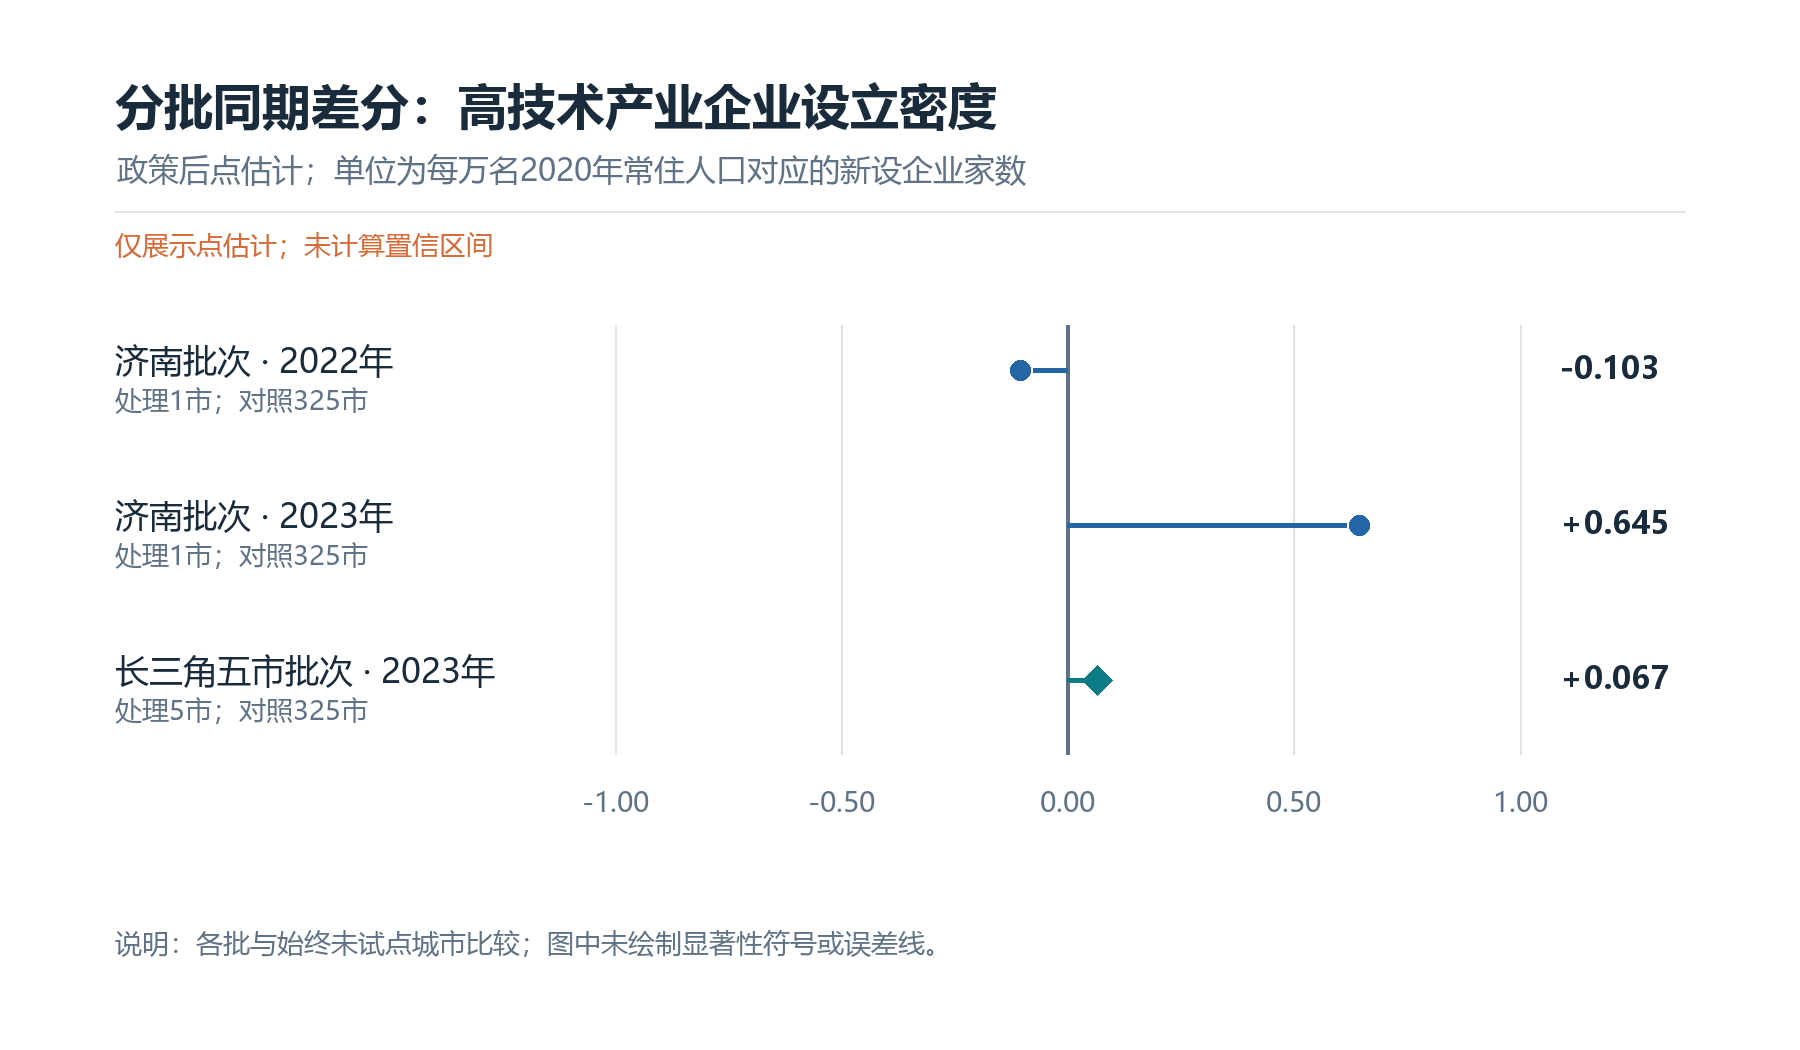 分批同期差分：高技术产业企业设立密度
政策后点估计；单位为每万名2020年常住人口对应的新设企业家数
仅展示点估计；未计算置信区间
济南批次 · 2022年
处理1市；对照325市
-0.103
济南批次 · 2023年
处理1市；对照325市
+0.645
长三角五市批次 · 2023年
处理5市；对照325市
+0.067
-1.00 -0.50 0.00 0.50 1.00
说明：各批与始终未试点城市比较；图中未绘制显著性符号或误差线。